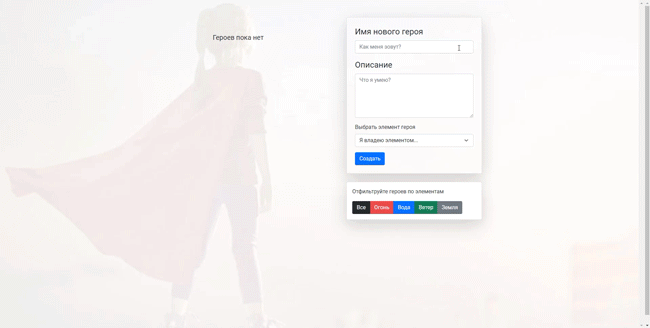 Героев пока нет
Имя нового героя
Как меня зовут?
Описание
Что я умею?
Выбрать элемент героя
Я владею элементом...
Создать
Отфильтруйте героев по элементам
Все Огонь Вода Ветер Земля